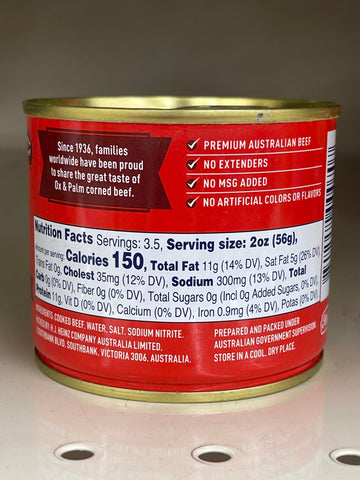 Since 1936, families
worldwide have been proud
to share the great taste of
Ox & Palm corned beef.
✓ PREMIUM AUSTRALIAN BEEF
✓ NO EXTENDERS
✓ NO MSG ADDED
✓ NO ARTIFICIAL COLORS OR FLAVORS
Nutrition Facts Servings: 3.5, Serving size: 2oz (56g),
Amount per serving: Calories 150, Total Fat 11g (14% DV), Sat Fat 5g (26% DV)
Trans Fat 0g, Cholest 35mg (12% DV), Sodium 300mg (13% DV), Total
Carb 0g (0% DV), Fiber 0g (0% DV), Total Sugars 0g (Incl 0g Added Sugars, 0% DV),
Protein 11g, Vit D (0% DV), Calcium (0% DV), Iron 0.9mg (4% DV), Potas (0% DV)
INGREDIENTS: COOKED BEEF, WATER, SALT, SODIUM NITRITE.
H.J. HEINZ COMPANY AUSTRALIA LIMITED.
SOUTHBANK BLVD, SOUTHBANK, VICTORIA 3006, AUSTRALIA.
PREPARED AND PACKED UNDER
AUSTRALIAN GOVERNMENT SUPERVISION.
STORE IN A COOL, DRY PLACE.